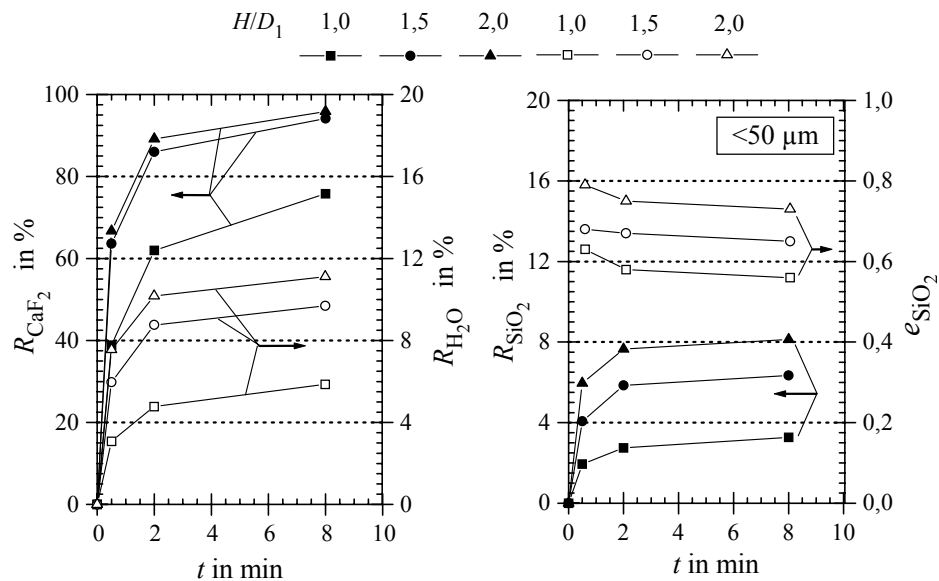 H/D₁ 1,0 1,5 2,0 1,0 1,5 2,0
100
80
60
40
20
0
R_CaF₂ in %
20
16
12
8
4
0
R_H₂O in %
0 2 4 6 8 10
t in min
<50 µm
20
16
12
8
4
0
R_SiO₂ in %
1,0
0,8
0,6
0,4
0,2
0,0
e_SiO₂
0 2 4 6 8 10
t in min